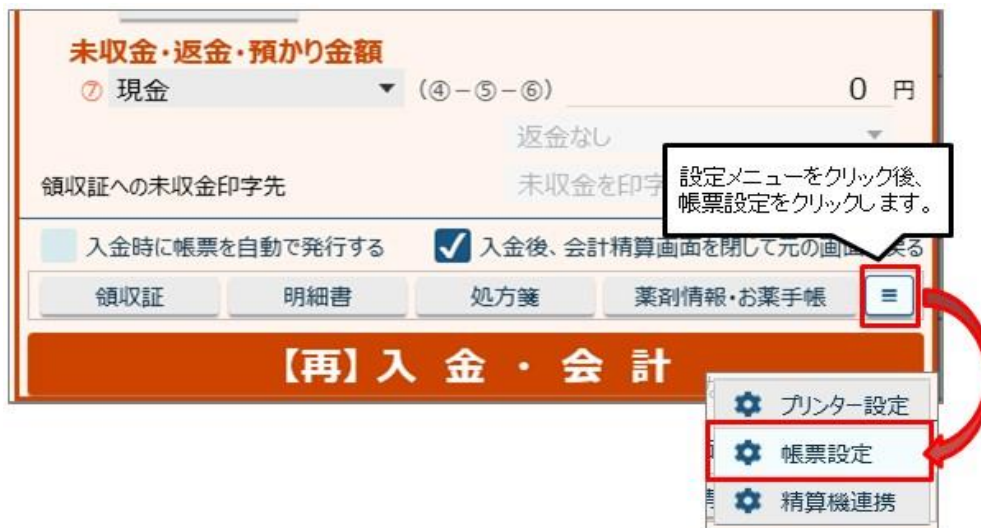 未収金・返金・預かり金額
⑦ 現金 ▼ (④－⑤－⑥) 0 円
返金なし ▼
領収証への未収金印字先 未収金を印字
設定メニューをクリック後、
帳票設定をクリックします。
入金時に帳票を自動で発行する 入金後、会計精算画面を閉じて元の画面 戻る
領収証 明細書 処方箋 薬剤情報・お薬手帳 ≡
【再】入 金 ・ 会 計
プリンター設定
帳票設定
精算機連携